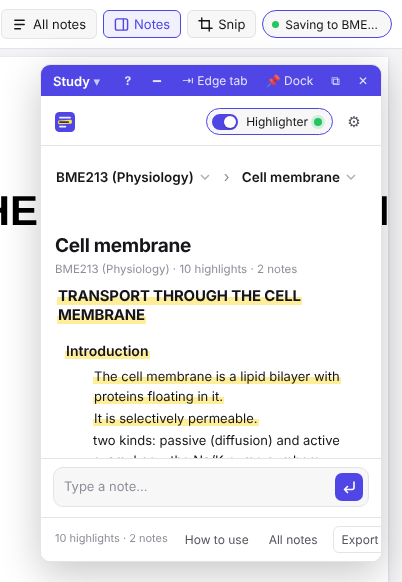 All notes Notes Snip Saving to BME...
Study ▾ ? – ⇥ Edge tab 📌 Dock ⧉ ✕
Highlighter
BME213 (Physiology) › Cell membrane
HE
Cell membrane
BME213 (Physiology) · 10 highlights · 2 notes
TRANSPORT THROUGH THE CELL
MEMBRANE
Introduction
The cell membrane is a lipid bilayer with
proteins floating in it.
It is selectively permeable.
two kinds: passive (diffusion) and active
Type a note...
10 highlights · 2 notes How to use All notes Export